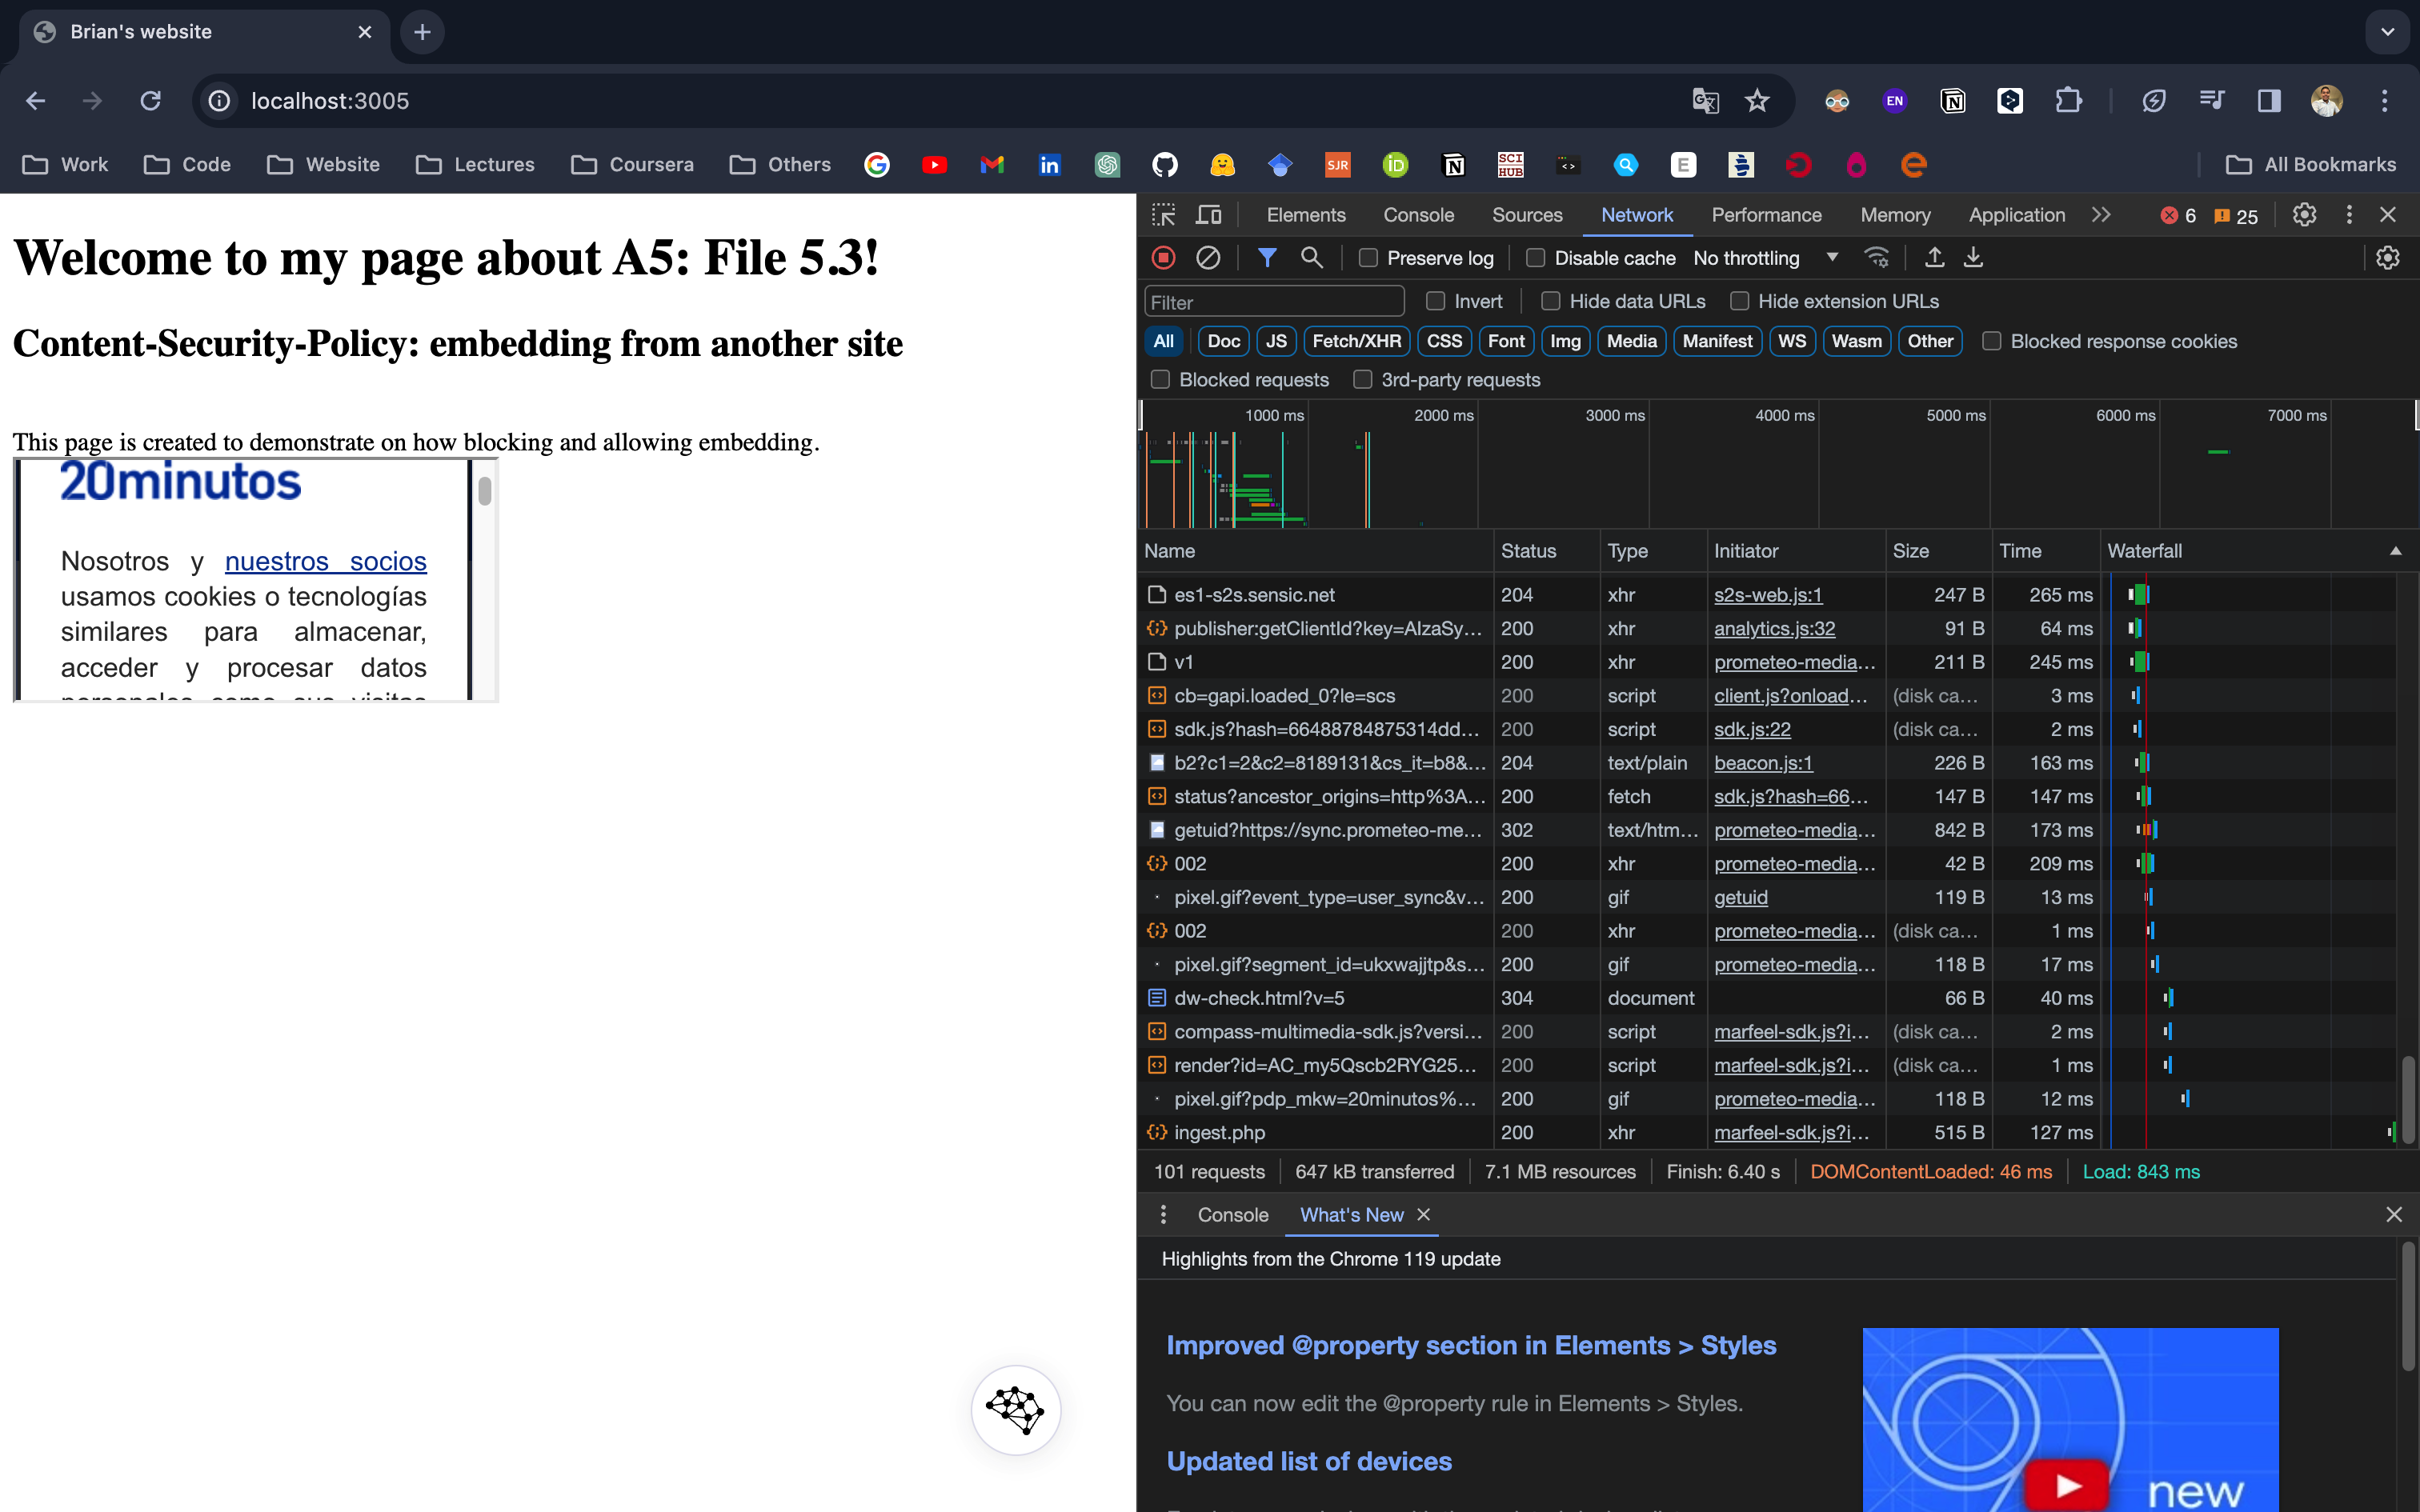 Brian's website
localhost:3005
EN
Work Code Website Lectures Coursera Others SJR iD SCI HUB E All Bookmarks
Welcome to my page about A5: File 5.3!
Content-Security-Policy: embedding from another site
This page is created to demonstrate on how blocking and allowing embedding.
20minutos
Nosotros y nuestros socios
usamos cookies o tecnologías
similares para almacenar,
acceder y procesar datos
personales como sus visitas
Elements Console Sources Network Performance Memory Application 6 25
Preserve log Disable cache No throttling
Filter Invert Hide data URLs Hide extension URLs
All Doc JS Fetch/XHR CSS Font Img Media Manifest WS Wasm Other Blocked response cookies
Blocked requests 3rd-party requests
1000 ms 2000 ms 3000 ms 4000 ms 5000 ms 6000 ms 7000 ms
Name Status Type Initiator Size Time Waterfall
es1-s2s.sensic.net 204 xhr s2s-web.js:1 247 B 265 ms
publisher:getClientId?key=AIzaSy… 200 xhr analytics.js:32 91 B 64 ms
v1 200 xhr prometeo-media… 211 B 245 ms
cb=gapi.loaded_0?le=scs 200 script client.js?onload… (disk ca… 3 ms
sdk.js?hash=66488784875314dd… 200 script sdk.js:22 (disk ca… 2 ms
b2?c1=2&c2=8189131&cs_it=b8&… 204 text/plain beacon.js:1 226 B 163 ms
status?ancestor_origins=http%3A… 200 fetch sdk.js?hash=66… 147 B 147 ms
getuid?https://sync.prometeo-me… 302 text/htm… prometeo-media… 842 B 173 ms
002 200 xhr prometeo-media… 42 B 209 ms
pixel.gif?event_type=user_sync&v… 200 gif getuid 119 B 13 ms
002 200 xhr prometeo-media… (disk ca… 1 ms
pixel.gif?segment_id=ukxwajjtp&s… 200 gif prometeo-media… 118 B 17 ms
dw-check.html?v=5 304 document 66 B 40 ms
compass-multimedia-sdk.js?versi… 200 script marfeel-sdk.js?i… (disk ca… 2 ms
render?id=AC_my5Qscb2RYG25… 200 script marfeel-sdk.js?i… (disk ca… 1 ms
pixel.gif?pdp_mkw=20minutos%… 200 gif prometeo-media… 118 B 12 ms
ingest.php 200 xhr marfeel-sdk.js?i… 515 B 127 ms
101 requests 647 kB transferred 7.1 MB resources Finish: 6.40 s DOMContentLoaded: 46 ms Load: 843 ms
Console What's New
Highlights from the Chrome 119 update
Improved @property section in Elements > Styles
You can now edit the @property rule in Elements > Styles.
Updated list of devices
new